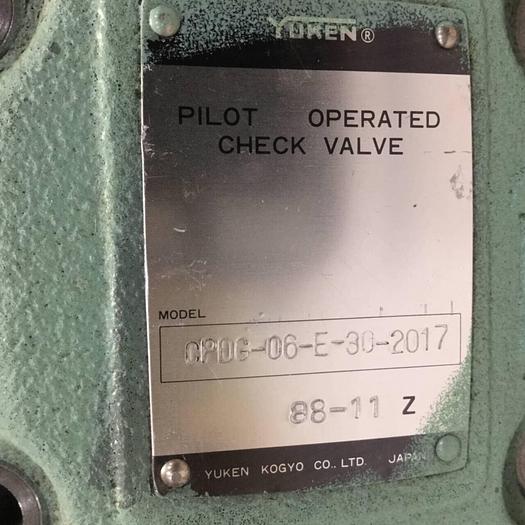 YUKEN®
PILOT OPERATED
CHECK VALVE
MODEL
CPDG-06-E-30-2017
88-11 Z
YUKEN KOGYO CO., LTD. JAPAN